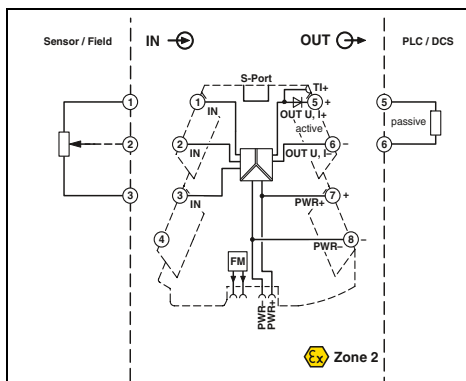 Sensor / Field
IN
OUT
PLC / DCS
S-Port
TI+
1
1
IN
5
+
5
OUT U, I+
active
passive
2
2
IN
6
–
6
OUT U, I–
3
3
IN
7
+
PWR+
4
8
–
PWR–
FM
PWR–
PWR+
Ex
Zone 2